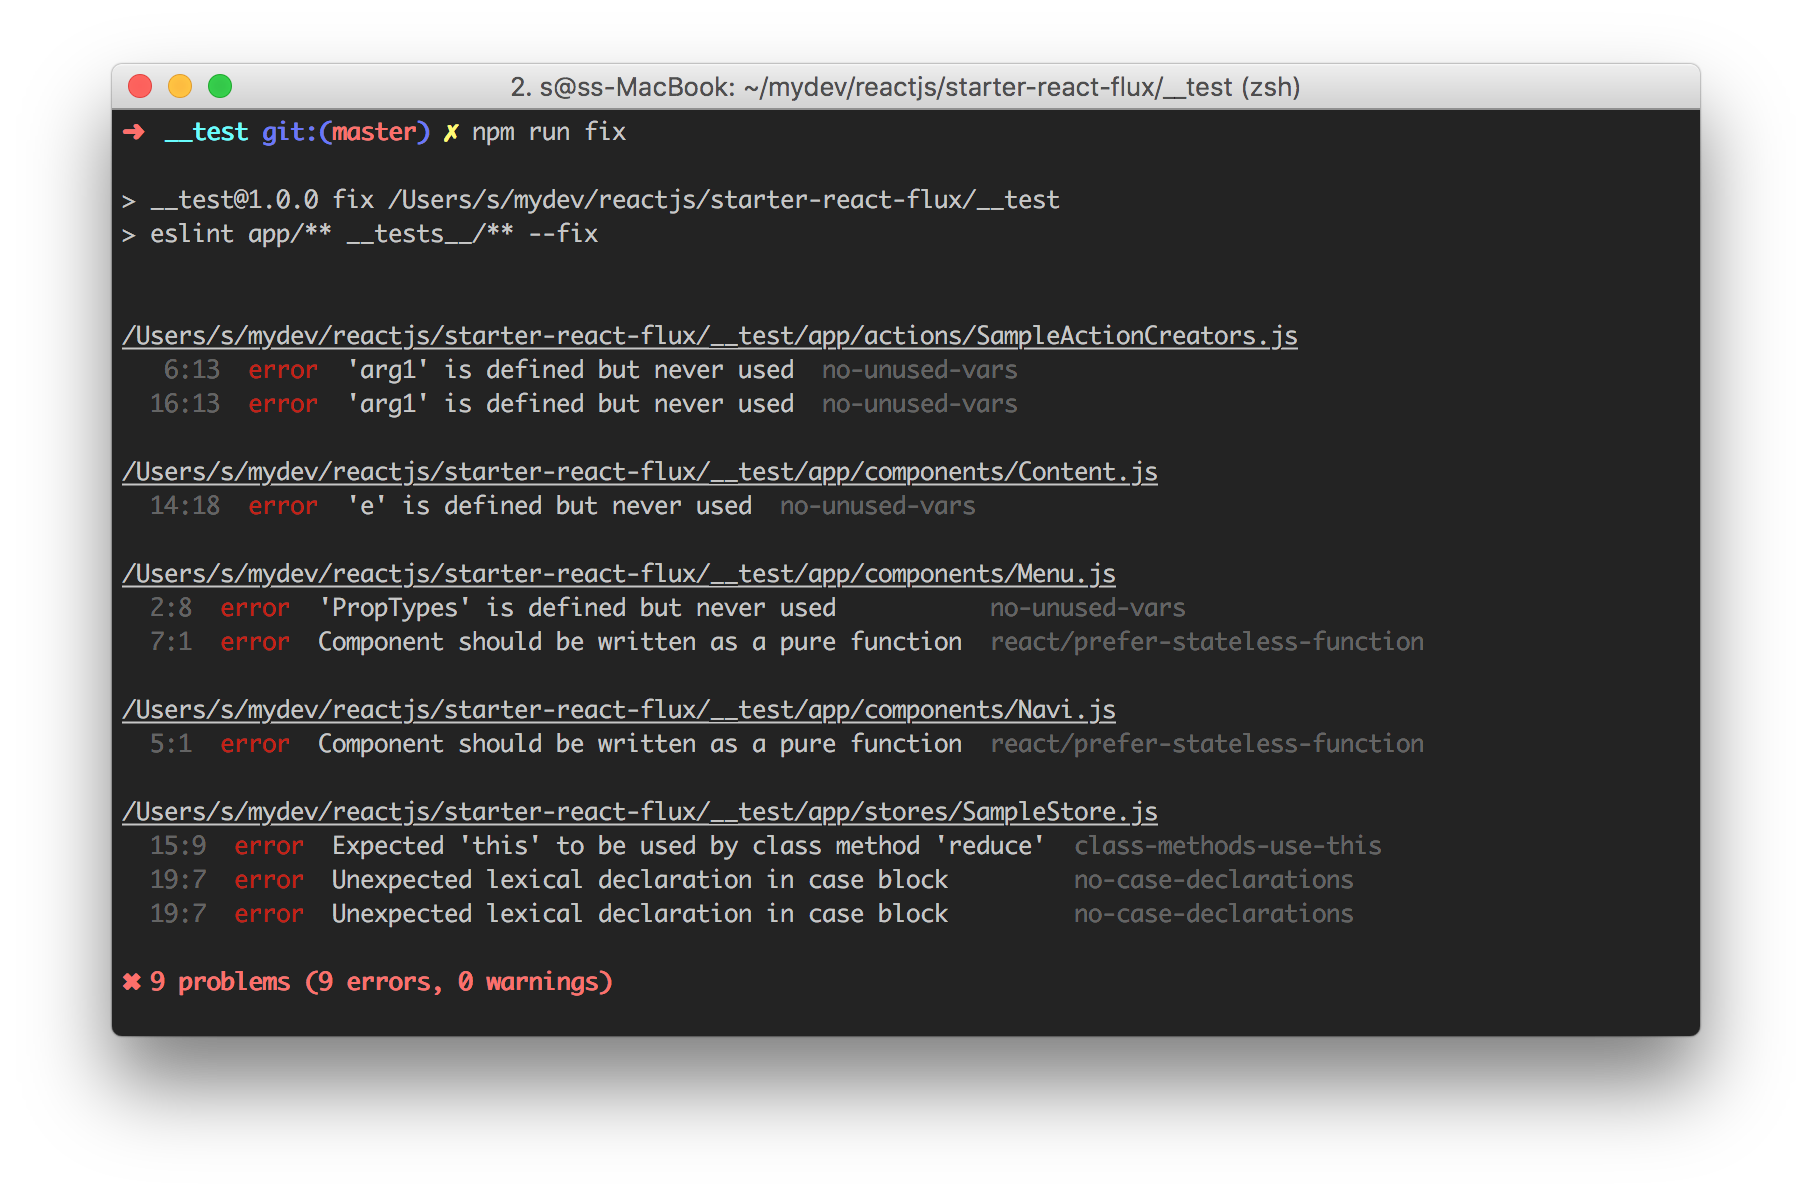 2. s@ss-MacBook: ~/mydev/reactjs/starter-react-flux/__test (zsh)
➜ __test git:(master) ✗ npm run fix
> __test@1.0.0 fix /Users/s/mydev/reactjs/starter-react-flux/__test
> eslint app/** __tests__/** --fix
/Users/s/mydev/reactjs/starter-react-flux/__test/app/actions/SampleActionCreators.js
6:13 error 'arg1' is defined but never used no-unused-vars
16:13 error 'arg1' is defined but never used no-unused-vars
/Users/s/mydev/reactjs/starter-react-flux/__test/app/components/Content.js
14:18 error 'e' is defined but never used no-unused-vars
/Users/s/mydev/reactjs/starter-react-flux/__test/app/components/Menu.js
2:8 error 'PropTypes' is defined but never used no-unused-vars
7:1 error Component should be written as a pure function react/prefer-stateless-function
/Users/s/mydev/reactjs/starter-react-flux/__test/app/components/Navi.js
5:1 error Component should be written as a pure function react/prefer-stateless-function
/Users/s/mydev/reactjs/starter-react-flux/__test/app/stores/SampleStore.js
15:9 error Expected 'this' to be used by class method 'reduce' class-methods-use-this
19:7 error Unexpected lexical declaration in case block no-case-declarations
19:7 error Unexpected lexical declaration in case block no-case-declarations
✖ 9 problems (9 errors, 0 warnings)